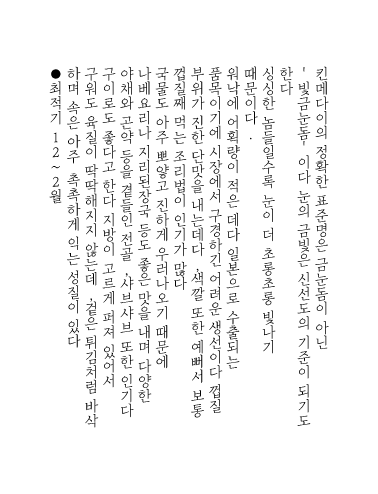 킨메다이의 정확한 표준명은 금눈돔이 아닌
' 빛금눈돔 ' 이다 눈의 금빛은 신선도의 기준이 되기도
한다
싱싱한 놈들일수록 눈이 더 초롱초롱 빛나기
때문이다 .
워낙에 어획량이 적은데다 일본으로 수출되는
품목이기에 시장에서 구경하긴 어려운 생선이다 껍질
부위가 진한 단맛을 내는데다 , 색깔 또한 예뻐서 보통
껍질째 먹는 조리법이 인기가 많다
국물도 아주 뽀얗고 진하게 우러나오기 때문에
나베요리나 지리된장국 등도 좋은 맛을 내며 다양한
야채와 곤약 등을 곁들인 전골 , 샤브샤브 또한 인기다
구이로도 좋다고 한다 지방이 고르게 퍼져 있어서
구워도 육질이 딱딱해지지 않는데 , 겉은 튀김처럼 바삭
하며 속은 아주 촉촉하게 익는 성질이 있다
●최적기 12~2월